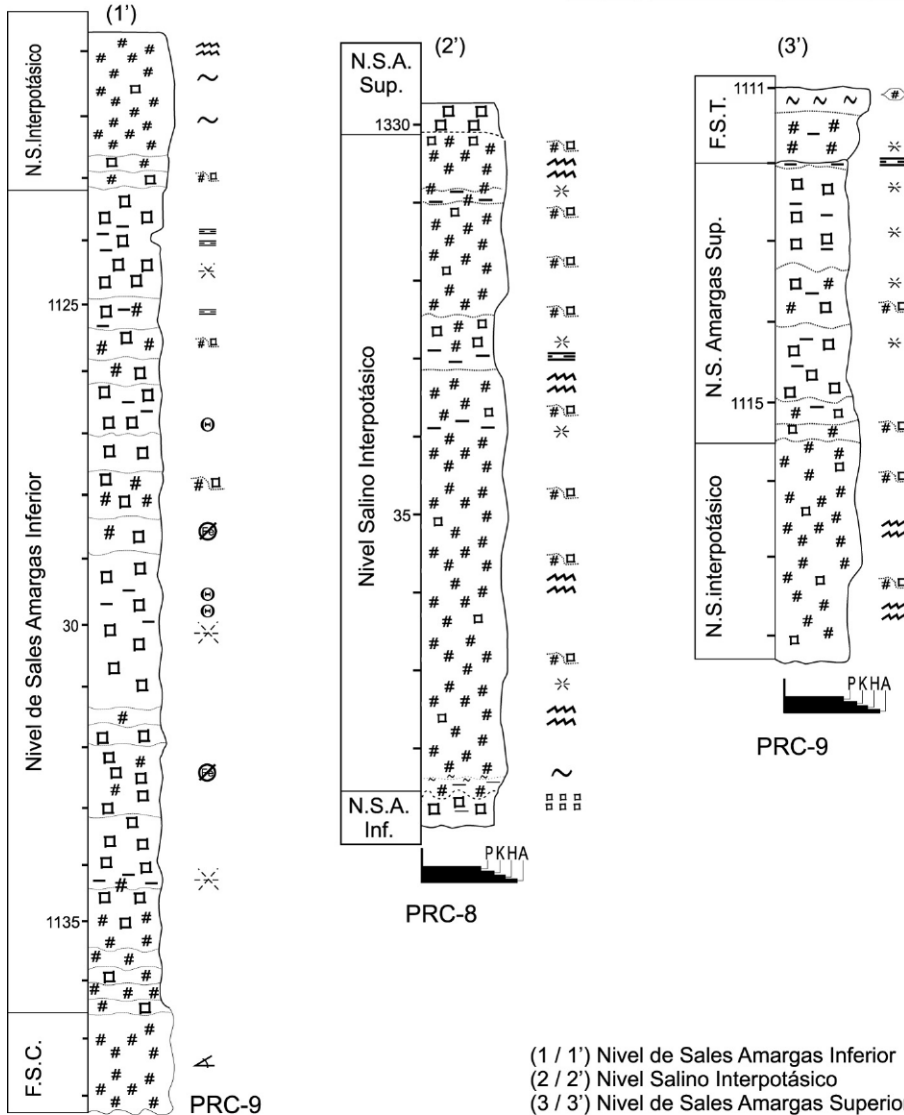 (1')
N.S.Interpotásico
Nivel de Sales Amargas Inferior
F.S.C.
1125
30
1135
PRC-9
(2')
N.S.A.
Sup.
Nivel Salino Interpotásico
N.S.A.
Inf.
1330
35
PKHA
PRC-8
(3')
F.S.T.
N.S. Amargas Sup.
N.S.interpotásico
1111
1115
PKHA
PRC-9
(1 / 1') Nivel de Sales Amargas Inferior
(2 / 2') Nivel Salino Interpotásico
(3 / 3') Nivel de Sales Amargas Superio